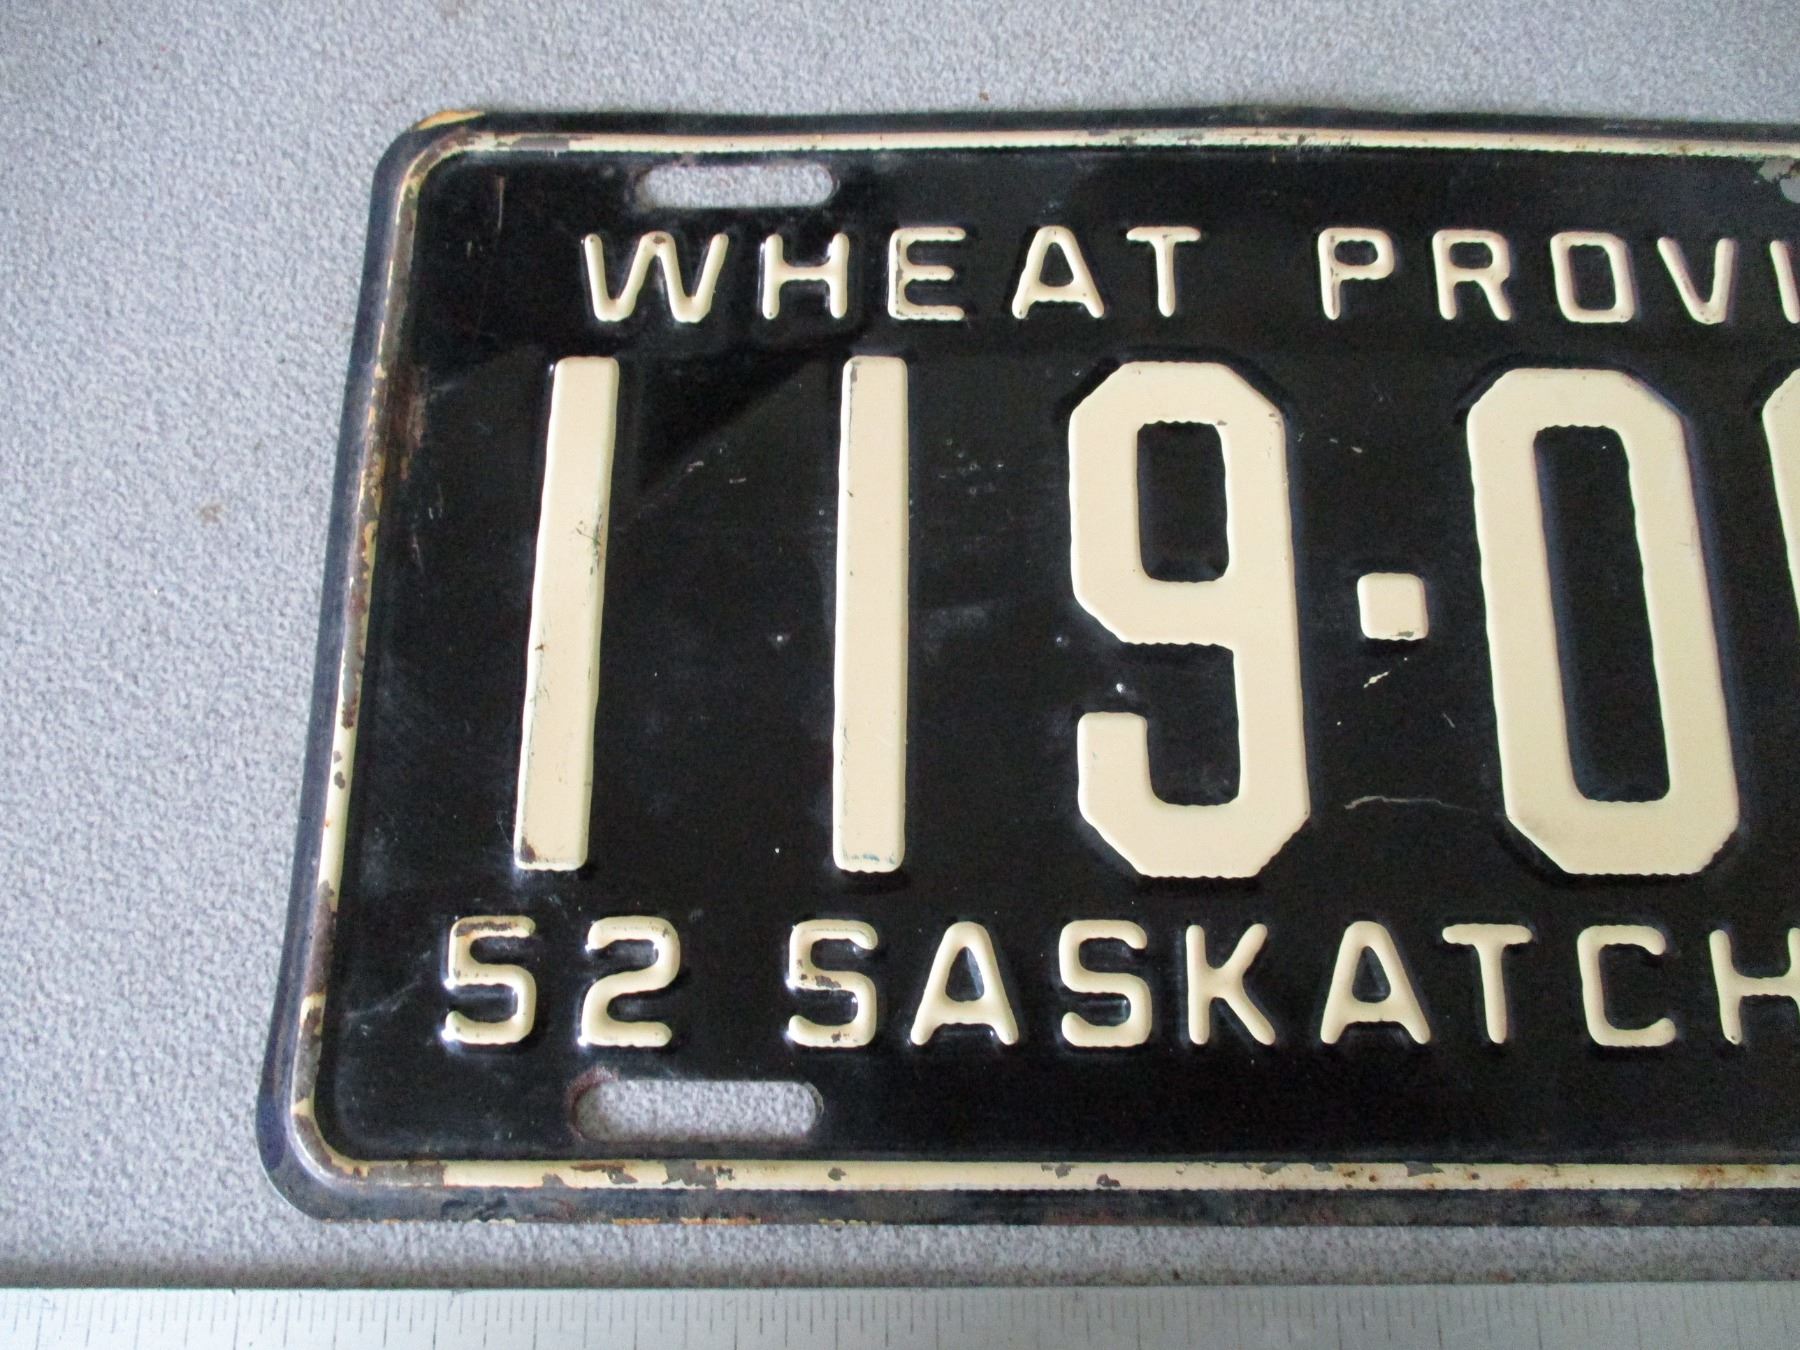 WHEAT PROVI
119·0
52 SASKATCH